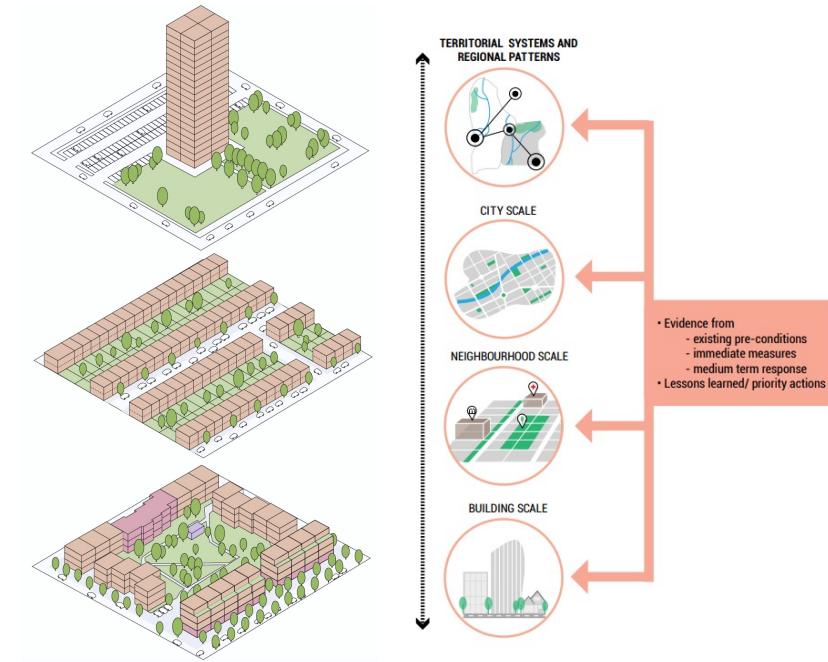 TERRITORIAL SYSTEMS AND
REGIONAL PATTERNS
CITY SCALE
NEIGHBOURHOOD SCALE
BUILDING SCALE
• Evidence from
- existing pre-conditions
- immediate measures
- medium term response
• Lessons learned/ priority actions